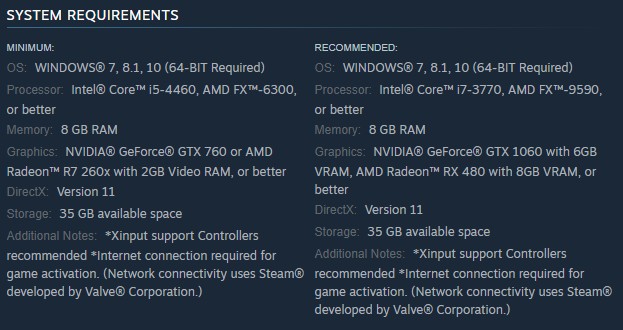 SYSTEM REQUIREMENTS
MINIMUM:
OS: WINDOWS® 7, 8.1, 10 (64-BIT Required)
Processor: Intel® Core™ i5-4460, AMD FX™-6300,
or better
Memory: 8 GB RAM
Graphics: NVIDIA® GeForce® GTX 760 or AMD
Radeon™ R7 260x with 2GB Video RAM, or better
DirectX: Version 11
Storage: 35 GB available space
Additional Notes: *Xinput support Controllers
recommended *Internet connection required for
game activation. (Network connectivity uses Steam®
developed by Valve® Corporation.)
RECOMMENDED:
OS: WINDOWS® 7, 8.1, 10 (64-BIT Required)
Processor: Intel® Core™ i7-3770, AMD FX™-9590,
or better
Memory: 8 GB RAM
Graphics: NVIDIA® GeForce® GTX 1060 with 6GB
VRAM, AMD Radeon™ RX 480 with 8GB VRAM, or
better
DirectX: Version 11
Storage: 35 GB available space
Additional Notes: *Xinput support Controllers
recommended *Internet connection required for
game activation. (Network connectivity uses Steam®
developed by Valve® Corporation.)